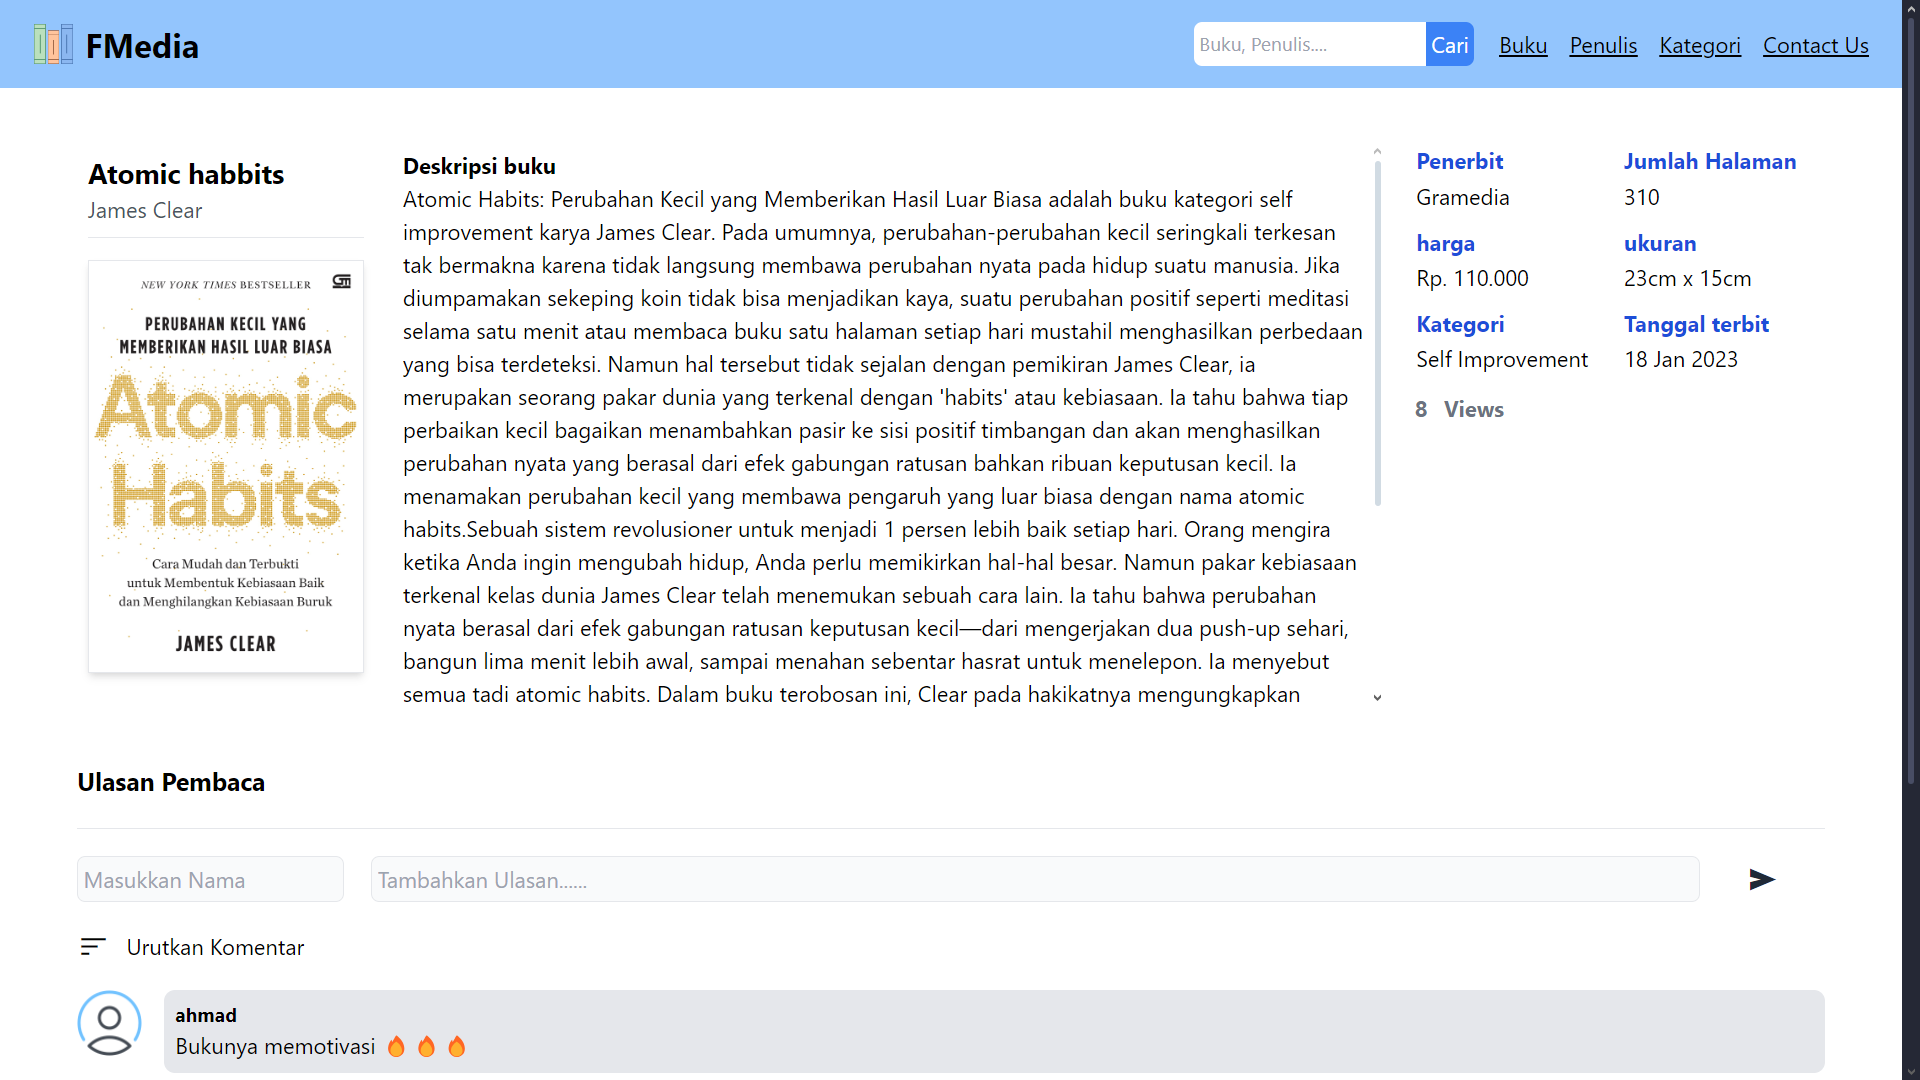 FMedia
Buku, Penulis....
Cari
Buku
Penulis
Kategori
Contact Us
Atomic habbits
James Clear
NEW YORK TIMES BESTSELLER
PERUBAHAN KECIL YANG
MEMBERIKAN HASIL LUAR BIASA
Atomic
Habits
Cara Mudah dan Terbukti
untuk Membentuk Kebiasaan Baik
dan Menghilangkan Kebiasaan Buruk
JAMES CLEAR
Deskripsi buku
Atomic Habits: Perubahan Kecil yang Memberikan Hasil Luar Biasa adalah buku kategori self
improvement karya James Clear. Pada umumnya, perubahan-perubahan kecil seringkali terkesan
tak bermakna karena tidak langsung membawa perubahan nyata pada hidup suatu manusia. Jika
diumpamakan sekeping koin tidak bisa menjadikan kaya, suatu perubahan positif seperti meditasi
selama satu menit atau membaca buku satu halaman setiap hari mustahil menghasilkan perbedaan
yang bisa terdeteksi. Namun hal tersebut tidak sejalan dengan pemikiran James Clear, ia
merupakan seorang pakar dunia yang terkenal dengan 'habits' atau kebiasaan. Ia tahu bahwa tiap
perbaikan kecil bagaikan menambahkan pasir ke sisi positif timbangan dan akan menghasilkan
perubahan nyata yang berasal dari efek gabungan ratusan bahkan ribuan keputusan kecil. Ia
menamakan perubahan kecil yang membawa pengaruh yang luar biasa dengan nama atomic
habits.Sebuah sistem revolusioner untuk menjadi 1 persen lebih baik setiap hari. Orang mengira
ketika Anda ingin mengubah hidup, Anda perlu memikirkan hal-hal besar. Namun pakar kebiasaan
terkenal kelas dunia James Clear telah menemukan sebuah cara lain. Ia tahu bahwa perubahan
nyata berasal dari efek gabungan ratusan keputusan kecil—dari mengerjakan dua push-up sehari,
bangun lima menit lebih awal, sampai menahan sebentar hasrat untuk menelepon. Ia menyebut
semua tadi atomic habits. Dalam buku terobosan ini, Clear pada hakikatnya mengungkapkan
Penerbit
Gramedia
Jumlah Halaman
310
harga
Rp. 110.000
ukuran
23cm x 15cm
Kategori
Self Improvement
Tanggal terbit
18 Jan 2023
8 Views
Ulasan Pembaca
Masukkan Nama
Tambahkan Ulasan......
Urutkan Komentar
ahmad
Bukunya memotivasi 🔥 🔥 🔥